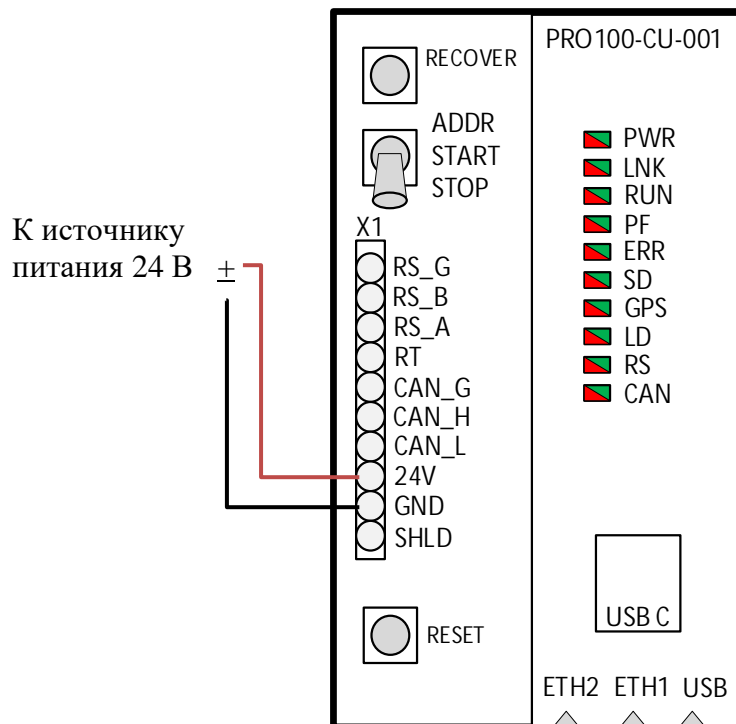 PRO100-CU-001
RECOVER
ADDR
START
STOP
X1
RS_G
RS_B
RS_A
RT
CAN_G
CAN_H
CAN_L
24V
GND
SHLD
RESET
К источнику
питания 24 В
+
-
PWR
LNK
RUN
PF
ERR
SD
GPS
LD
RS
CAN
USB C
ETH2 ETH1 USB